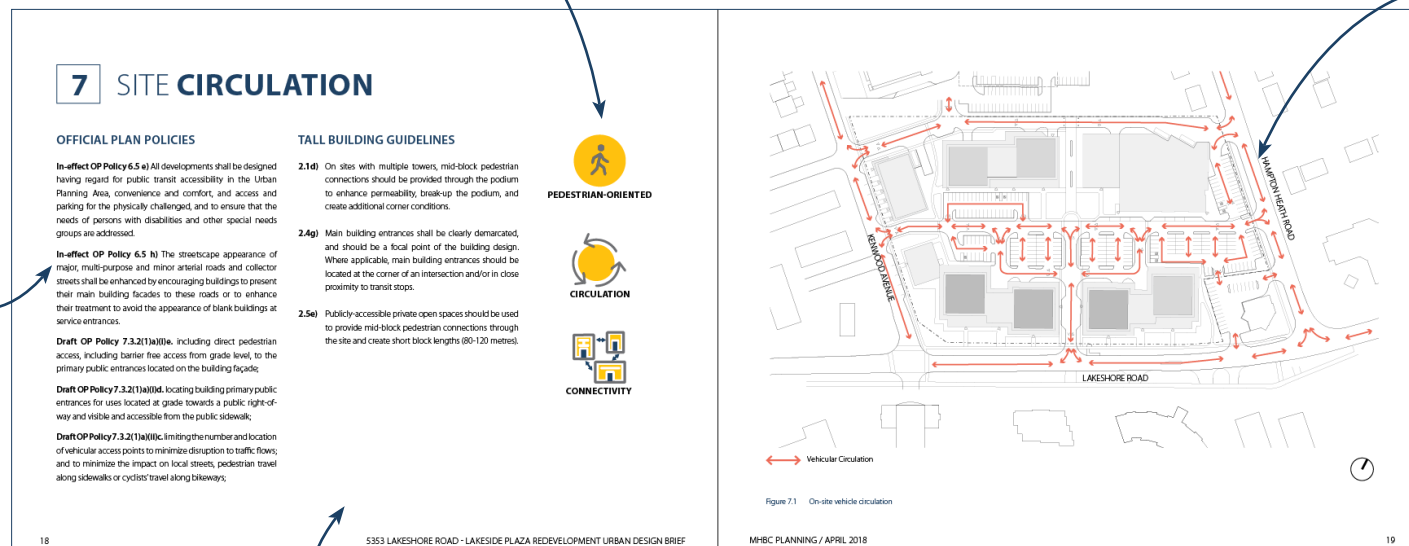 7 SITE CIRCULATION
OFFICIAL PLAN POLICIES
In-effect OP Policy 6.5 e) All developments shall be designed
having regard for public transit accessibility in the Urban
Planning Area, convenience and comfort, and access and
parking for the physically challenged, and to ensure that the
needs of persons with disabilities and other special needs
groups are addressed.
In-effect OP Policy 6.5 h) The streetscape appearance of
major, multi-purpose and minor arterial roads and collector
streets shall be enhanced by encouraging buildings to present
their main building facades to these roads or to enhance
their treatment to avoid the appearance of blank buildings at
service entrances.
Draft OP Policy 7.3.2(1)a)(i)e. including direct pedestrian
access, including barrier free access from grade level, to the
primary public entrances located on the building façade;
Draft OP Policy 7.3.2(1)a)(i)d. locating building primary public
entrances for uses located at grade towards a public right-of-
way and visible and accessible from the public sidewalk;
Draft OP Policy 7.3.2(1)a)(ii)c. limiting the number and location
of vehicular access points to minimize disruption to traffic flows;
and to minimize the impact on local streets, pedestrian travel
along sidewalks or cyclists' travel along bikeways;
TALL BUILDING GUIDELINES
2.1d) On sites with multiple towers, mid-block pedestrian
connections should be provided through the podium
to enhance permeability, break-up the podium, and
create additional corner conditions.
2.4g) Main building entrances shall be clearly demarcated,
and should be a focal point of the building design.
Where applicable, main building entrances should be
located at the corner of an intersection and/or in close
proximity to transit stops.
2.5e) Publicly-accessible private open spaces should be used
to provide mid-block pedestrian connections through
the site and create short block lengths (80-120 metres).
PEDESTRIAN-ORIENTED
CIRCULATION
CONNECTIVITY
18
5353 LAKESHORE ROAD - LAKESIDE PLAZA REDEVELOPMENT URBAN DESIGN BRIEF
HAMPTON HEATH ROAD
KENWOOD AVENUE
LAKESHORE ROAD
Vehicular Circulation
Figure 7.1 On-site vehicle circulation
MHBC PLANNING / APRIL 2018
19